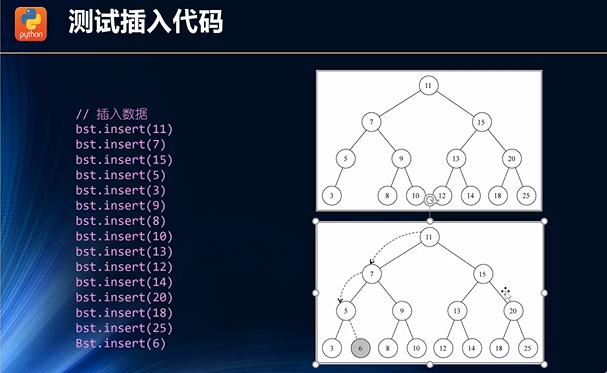 python
测试插入代码
// 插入数据
bst.insert(11)
bst.insert(7)
bst.insert(15)
bst.insert(5)
bst.insert(3)
bst.insert(9)
bst.insert(8)
bst.insert(10)
bst.insert(13)
bst.insert(12)
bst.insert(14)
bst.insert(20)
bst.insert(18)
bst.insert(25)
Bst.insert(6)
11
7 15
5 9 13 20
3 8 10 12 14 18 25
11
7 15
5 9 13 20
3 6 8 10 12 14 18 25